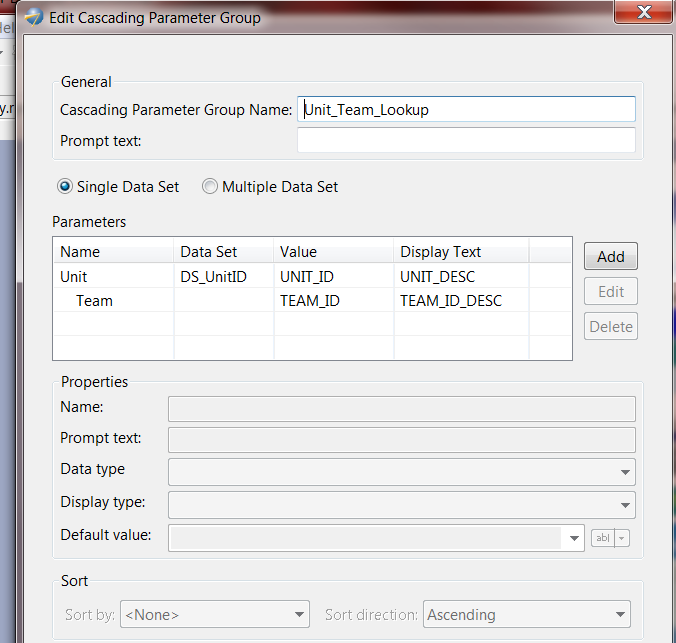 Edit Cascading Parameter Group
General
Cascading Parameter Group Name: Unit_Team_Lookup
Prompt text:
Single Data Set Multiple Data Set
Parameters
Name Data Set Value Display Text
Unit DS_UnitID UNIT_ID UNIT_DESC
Team TEAM_ID TEAM_ID_DESC
Add
Edit
Delete
Properties
Name:
Prompt text:
Data type
Display type:
Default value: abl
Sort
Sort by: <None> Sort direction: Ascending